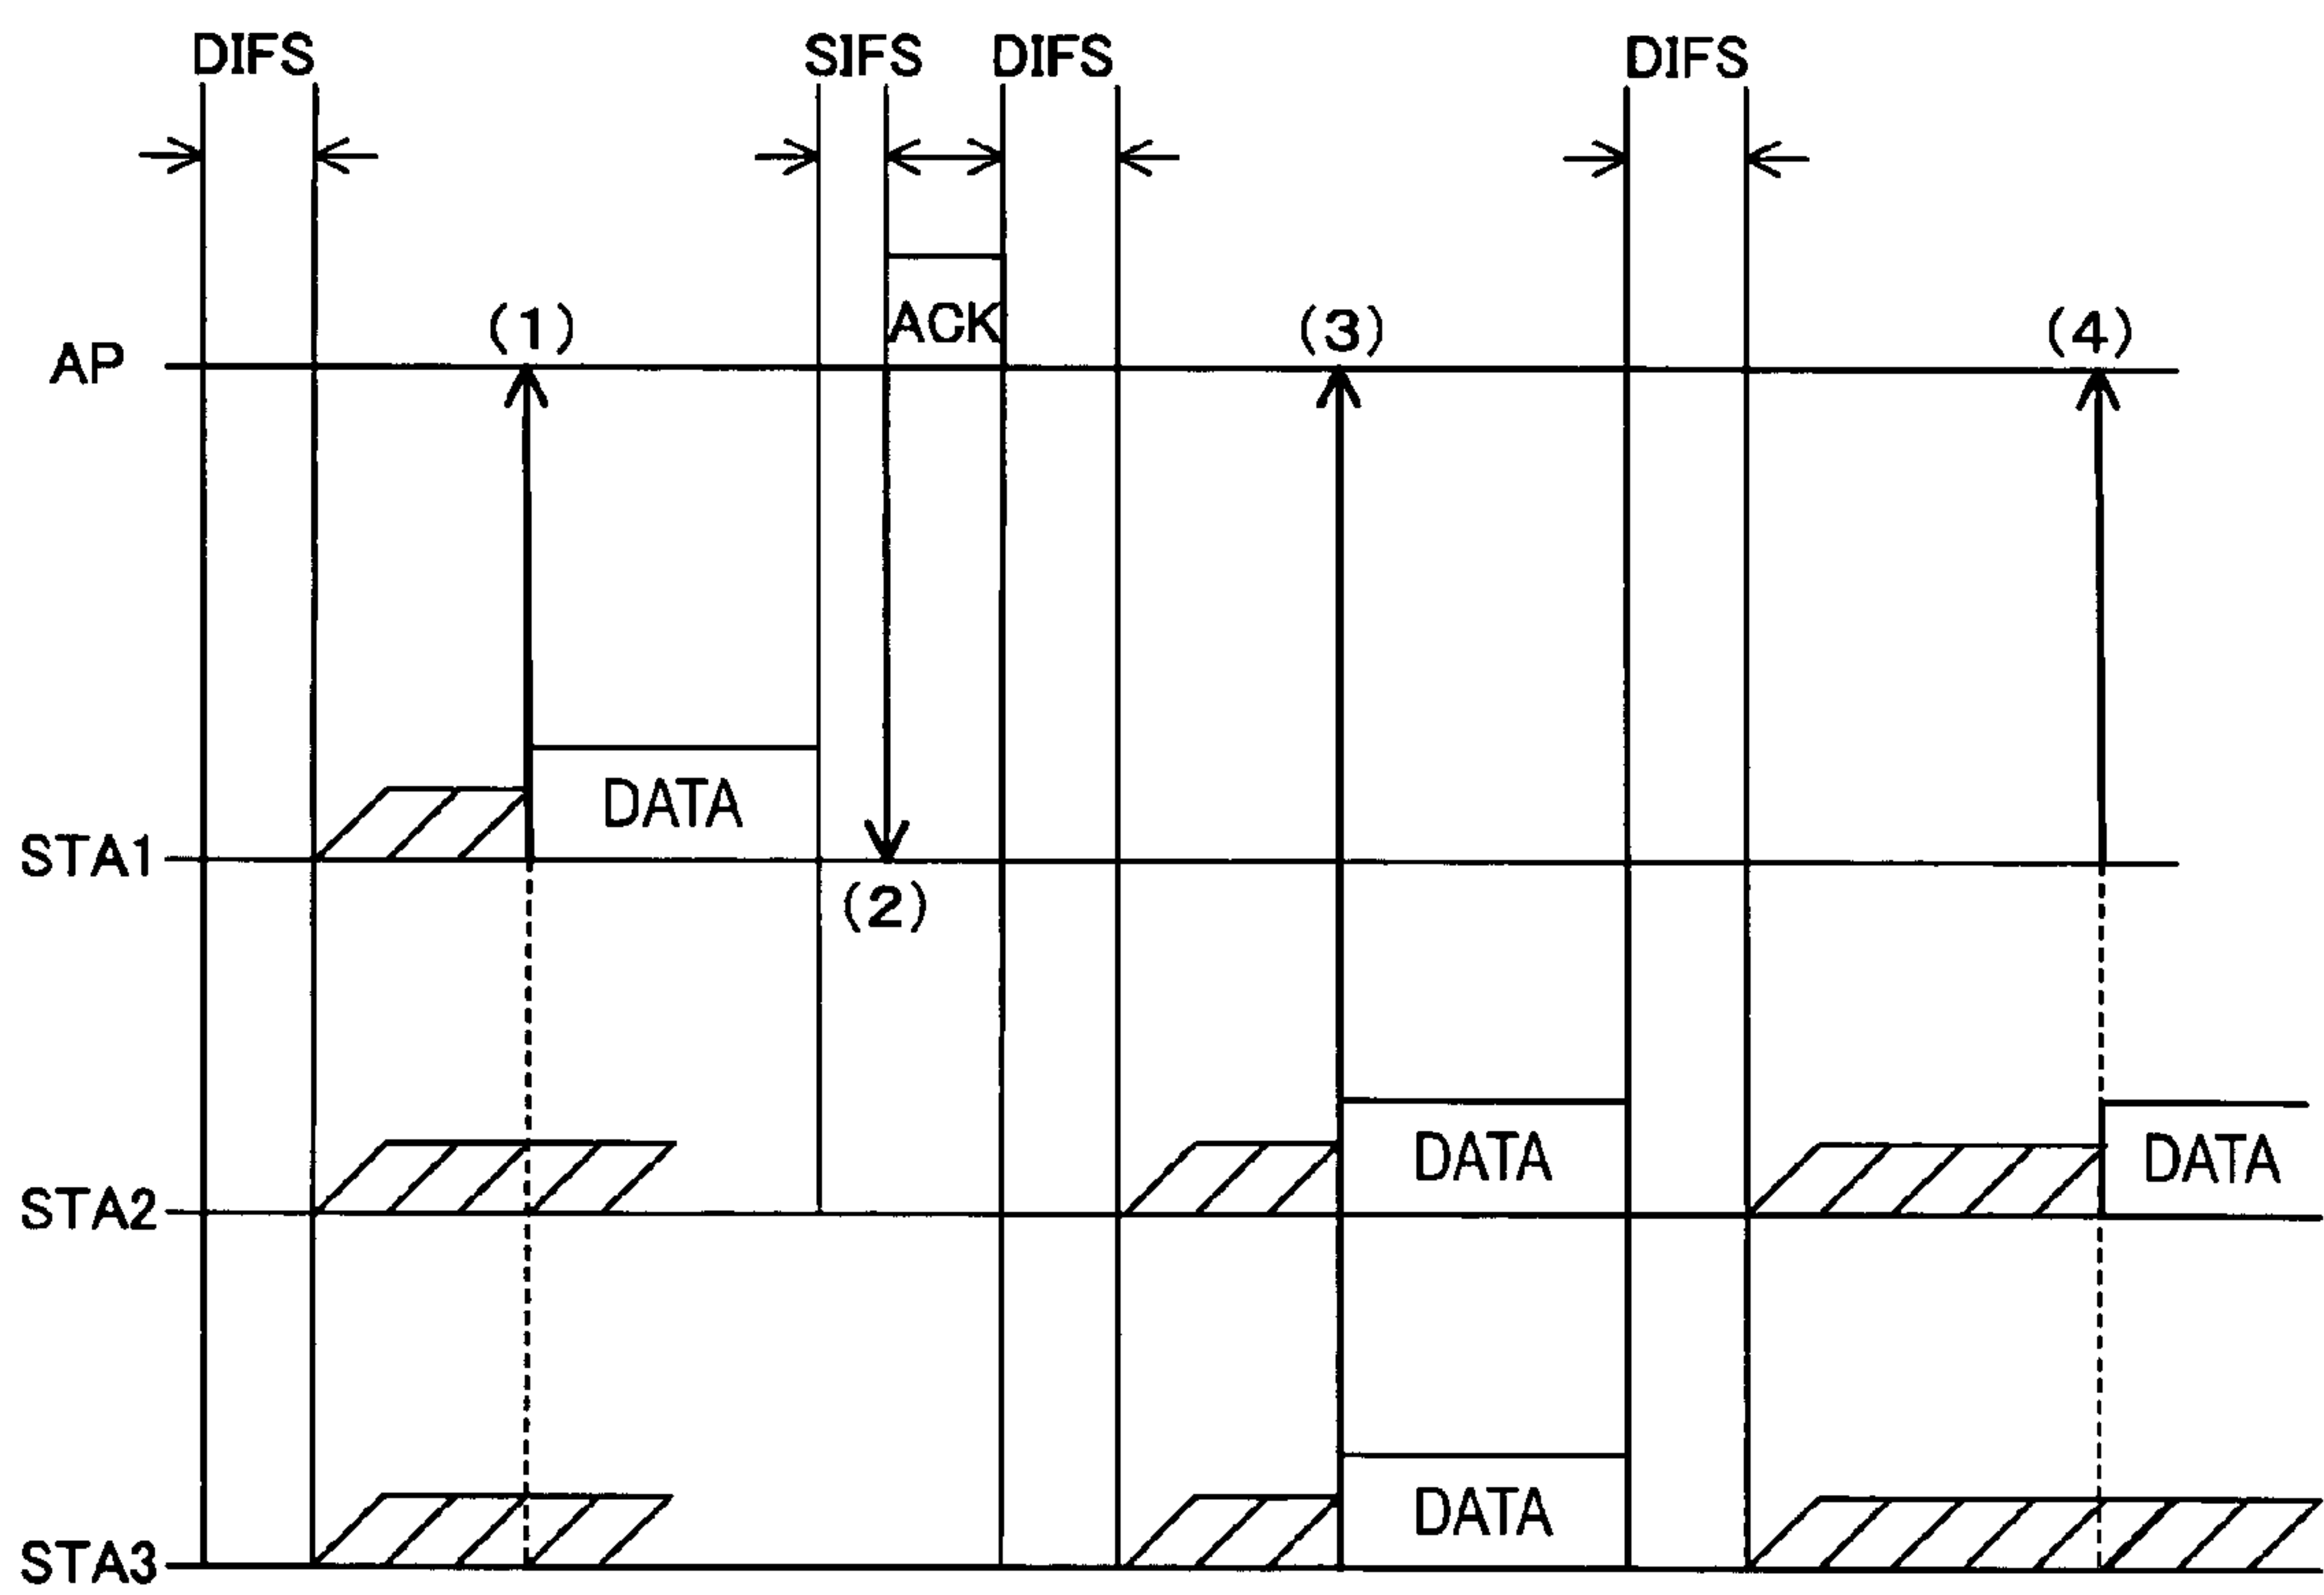 DIFS SIFS DIFS DIFS
ACK
AP (1) (3) (4)
STA1 DATA
(2)
STA2 DATA DATA
STA3 DATA